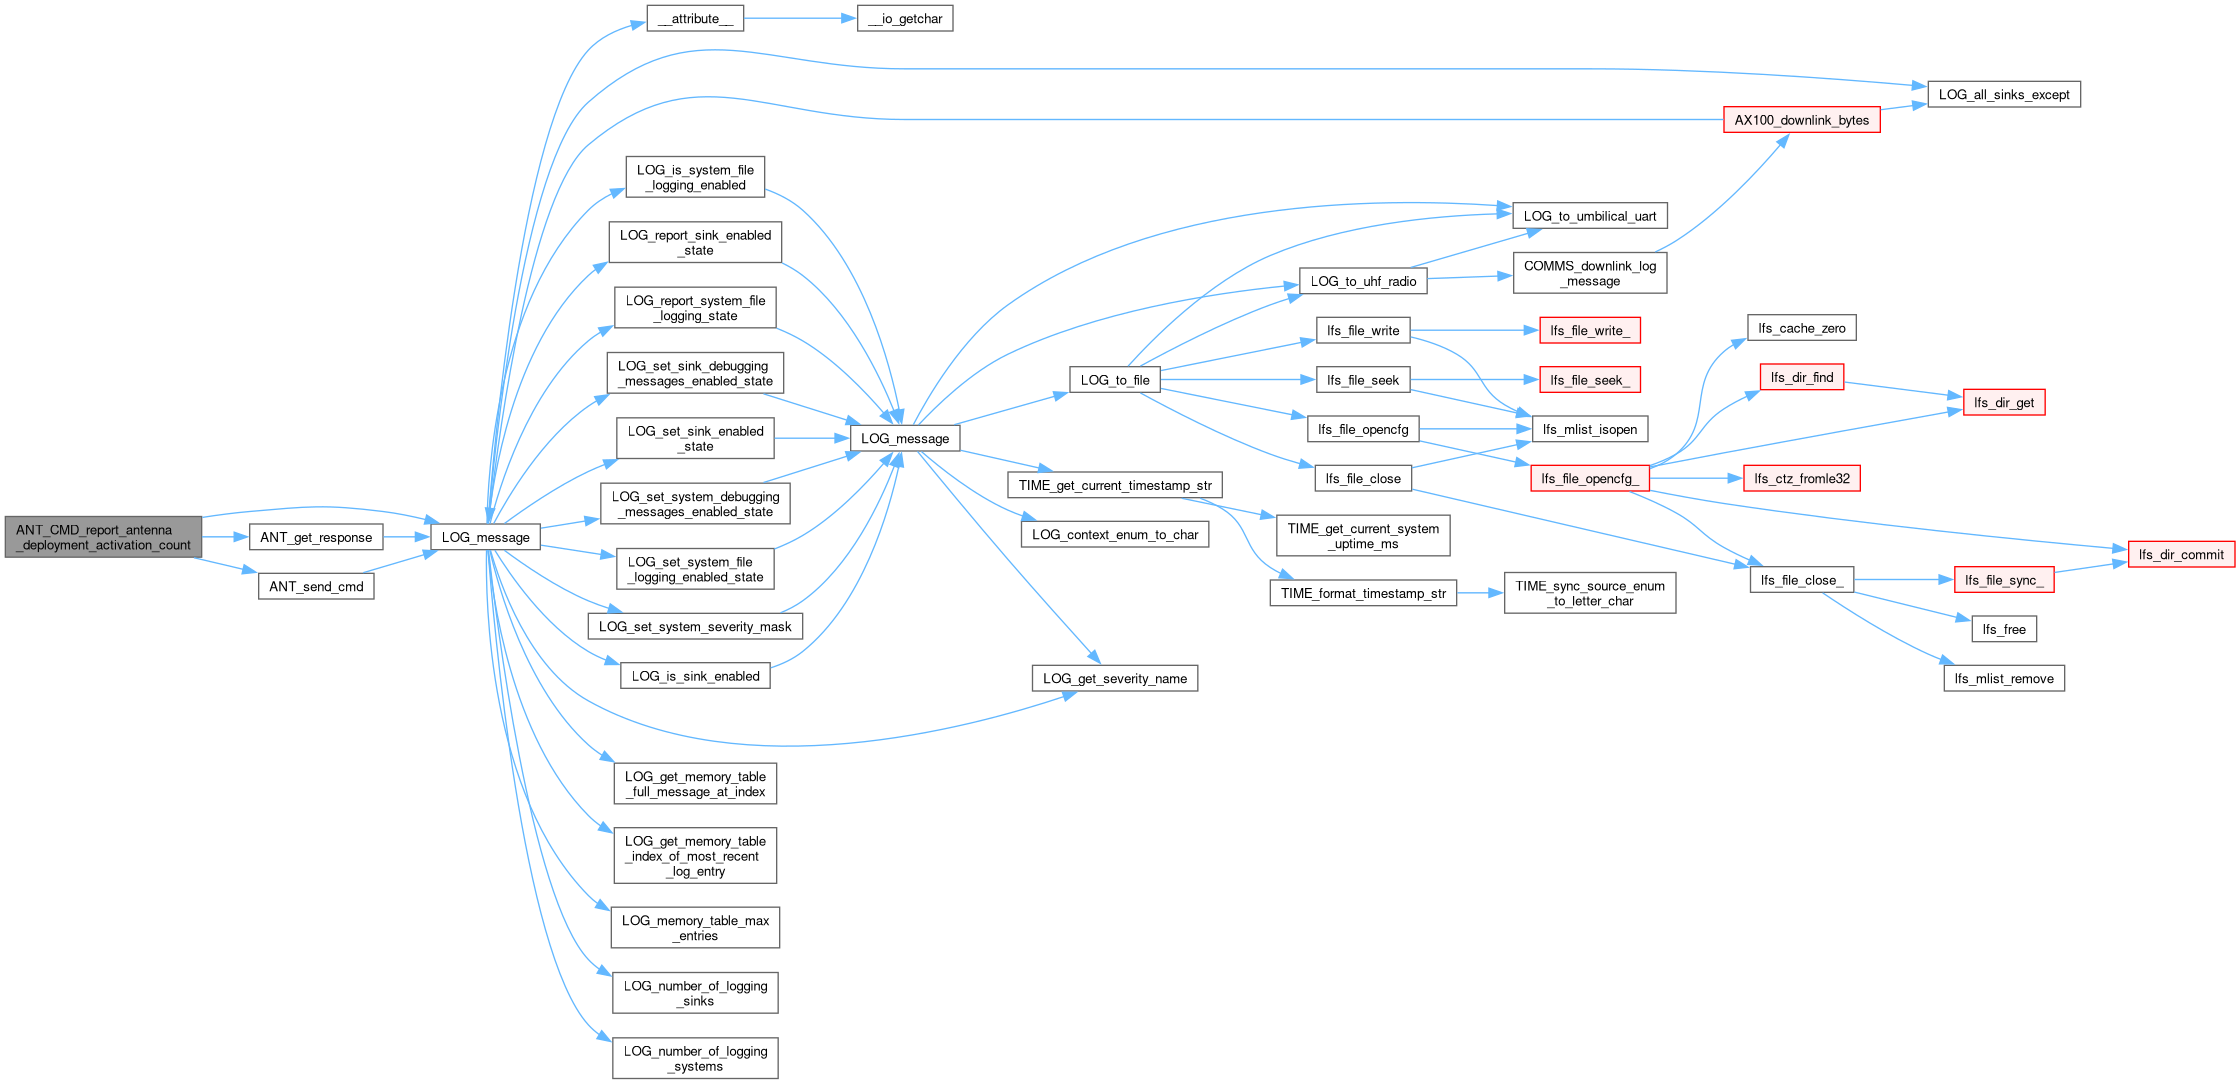 ANT_CMD_report_antenna
_deployment_activation_count
ANT_get_response
ANT_send_cmd
LOG_message
__attribute__
__io_getchar
LOG_all_sinks_except
AX100_downlink_bytes
LOG_is_system_file
_logging_enabled
LOG_report_sink_enabled
_state
LOG_report_system_file
_logging_state
LOG_set_sink_debugging
_messages_enabled_state
LOG_set_sink_enabled
_state
LOG_set_system_debugging
_messages_enabled_state
LOG_set_system_file
_logging_enabled_state
LOG_set_system_severity_mask
LOG_is_sink_enabled
LOG_get_memory_table
_full_message_at_index
LOG_get_memory_table
_index_of_most_recent
_log_entry
LOG_memory_table_max
_entries
LOG_number_of_logging
_sinks
LOG_number_of_logging
_systems
LOG_message
TIME_get_current_timestamp_str
LOG_context_enum_to_char
LOG_get_severity_name
LOG_to_file
LOG_to_umbilical_uart
LOG_to_uhf_radio
COMMS_downlink_log
_message
lfs_file_write
lfs_file_write_
lfs_file_seek
lfs_file_seek_
lfs_file_opencfg
lfs_mlist_isopen
lfs_file_close
lfs_file_opencfg_
TIME_get_current_system
_uptime_ms
TIME_format_timestamp_str
TIME_sync_source_enum
_to_letter_char
lfs_cache_zero
lfs_dir_find
lfs_dir_get
lfs_ctz_fromle32
lfs_dir_commit
lfs_file_close_
lfs_file_sync_
lfs_free
lfs_mlist_remove